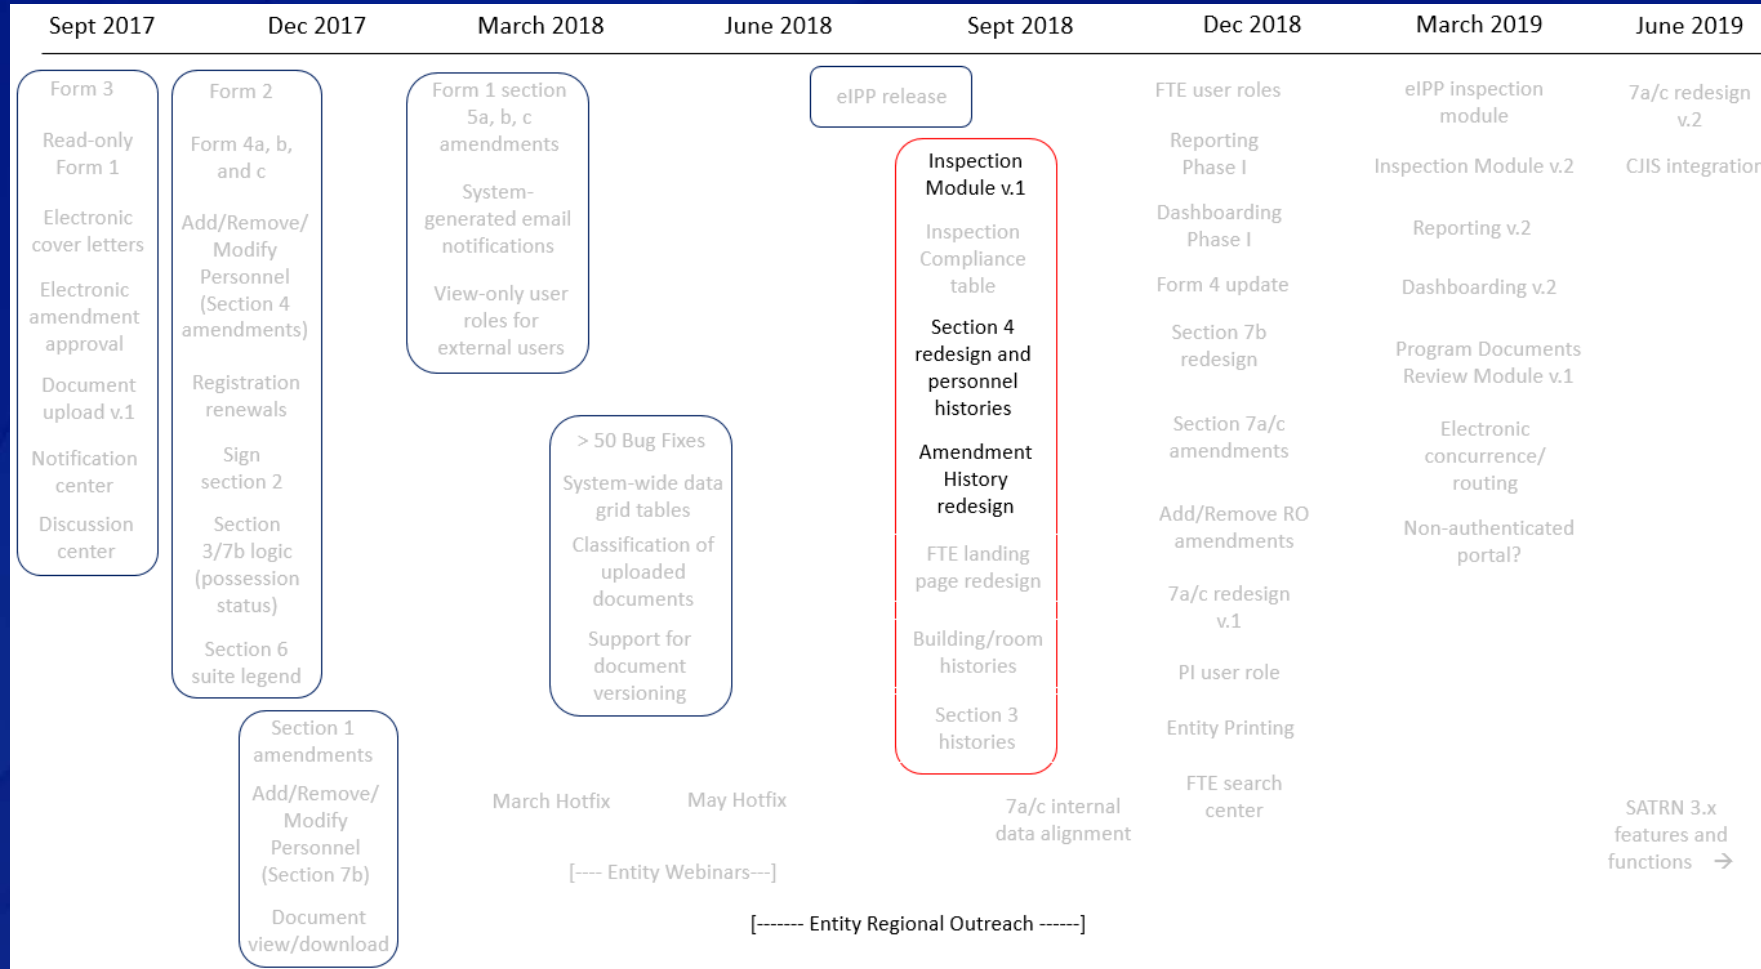 Sept 2017
Dec 2017
March 2018
June 2018
Sept 2018
Dec 2018
March 2019
June 2019
Form 3
Read-only
Form 1
Electronic
cover letters
Electronic
amendment
approval
Document
upload v.1
Notification
center
Discussion
center
Form 2
Form 4a, b,
and c
Add/Remove/
Modify
Personnel
(Section 4
amendments)
Registration
renewals
Sign
section 2
Section
3/7b logic
(possession
status)
Section 6
suite legend
Section 1
amendments
Add/Remove/
Modify
Personnel
(Section 7b)
Document
view/download
Form 1 section
5a, b, c
amendments
System-
generated email
notifications
View-only user
roles for
external users
> 50 Bug Fixes
System-wide data
grid tables
Classification of
uploaded
documents
Support for
document
versioning
March Hotfix
May Hotfix
[---- Entity Webinars---]
[------- Entity Regional Outreach ------]
eIPP release
Inspection
Module v.1
Inspection
Compliance
table
Section 4
redesign and
personnel
histories
Amendment
History
redesign
FTE landing
page redesign
Building/room
histories
Section 3
histories
7a/c internal
data alignment
FTE user roles
Reporting
Phase I
Dashboarding
Phase I
Form 4 update
Section 7b
redesign
Section 7a/c
amendments
Add/Remove RO
amendments
7a/c redesign
v.1
PI user role
Entity Printing
FTE search
center
eIPP inspection
module
Inspection Module v.2
Reporting v.2
Dashboarding v.2
Program Documents
Review Module v.1
Electronic
concurrence/
routing
Non-authenticated
portal?
7a/c redesign
v.2
CJIS integration
SATRN 3.x
features and
functions →